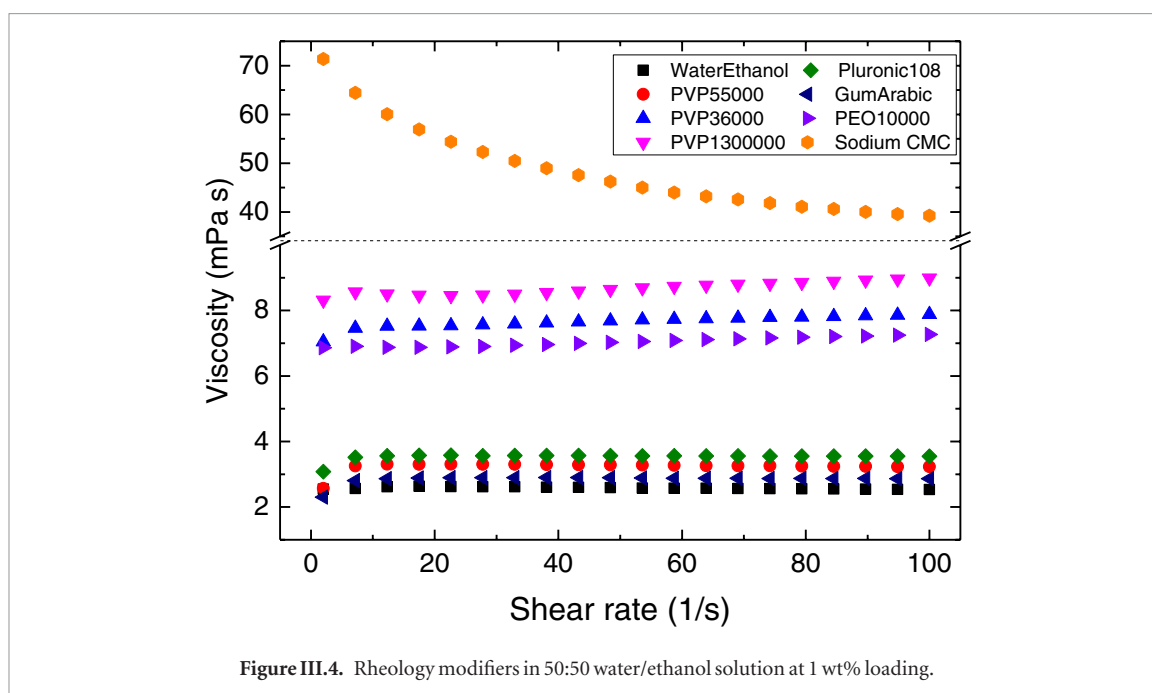 70
60
50
40
8
6
4
2
Viscosity (mPa s)
WaterEthanol
PVP55000
PVP36000
PVP1300000
Pluronic108
GumArabic
PEO10000
Sodium CMC
0 20 40 60 80 100
Shear rate (1/s)
Figure III.4. Rheology modifiers in 50:50 water/ethanol solution at 1 wt% loading.